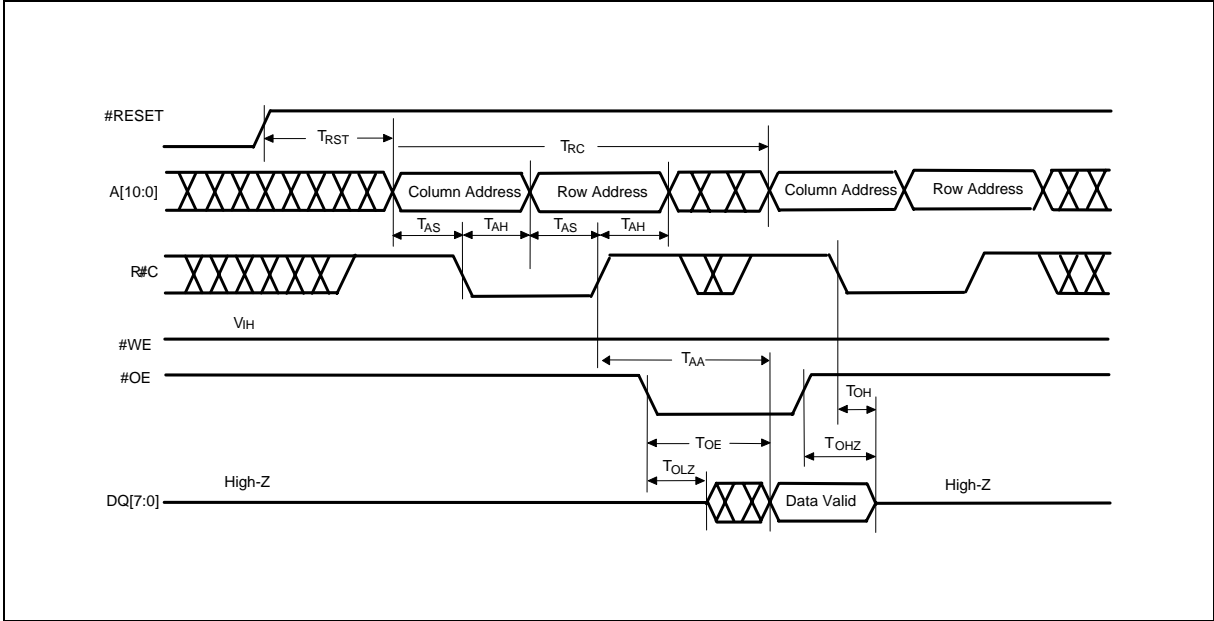 #RESET
TRST
TRC
A[10:0]
Column Address
Row Address
Column Address
Row Address
TAS
TAH
TAS
TAH
R#C
VIH
#WE
TAA
#OE
TOH
TOE
TOHZ
TOLZ
High-Z
High-Z
DQ[7:0]
Data Valid